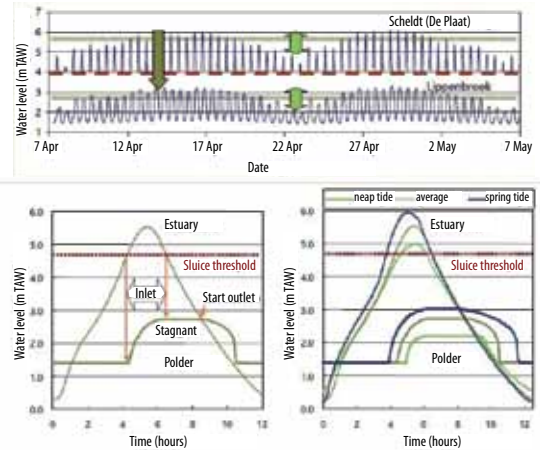 Scheldt (De Plaat)
Water level (m TAW)
7
6
5
4
3
2
1
Lippenbroek
7 Apr 12 Apr 17 Apr 22 Apr 27 Apr 2 May 7 May
Date
Water level (m TAW)
6.0
5.0
4.0
3.0
2.0
1.0
0.0
Estuary
Sluice threshold
Inlet
Start outlet
Stagnant
Polder
0 2 4 6 8 10 12
Time (hours)
neap tide average spring tide
Water level (m TAW)
6.0
5.0
4.0
3.0
2.0
1.0
0.0
Estuary
Sluice threshold
Polder
0 2 4 6 8 10 12
Time (hours)